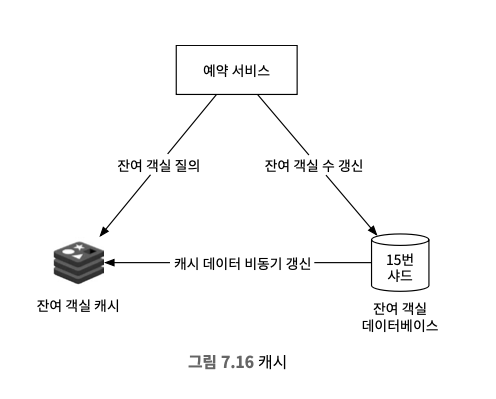 예약 서비스
잔여 객실 질의
잔여 객실 수 갱신
캐시 데이터 비동기 갱신
15번
샤드
잔여 객실 캐시
잔여 객실
데이터베이스
그림 7.16 캐시